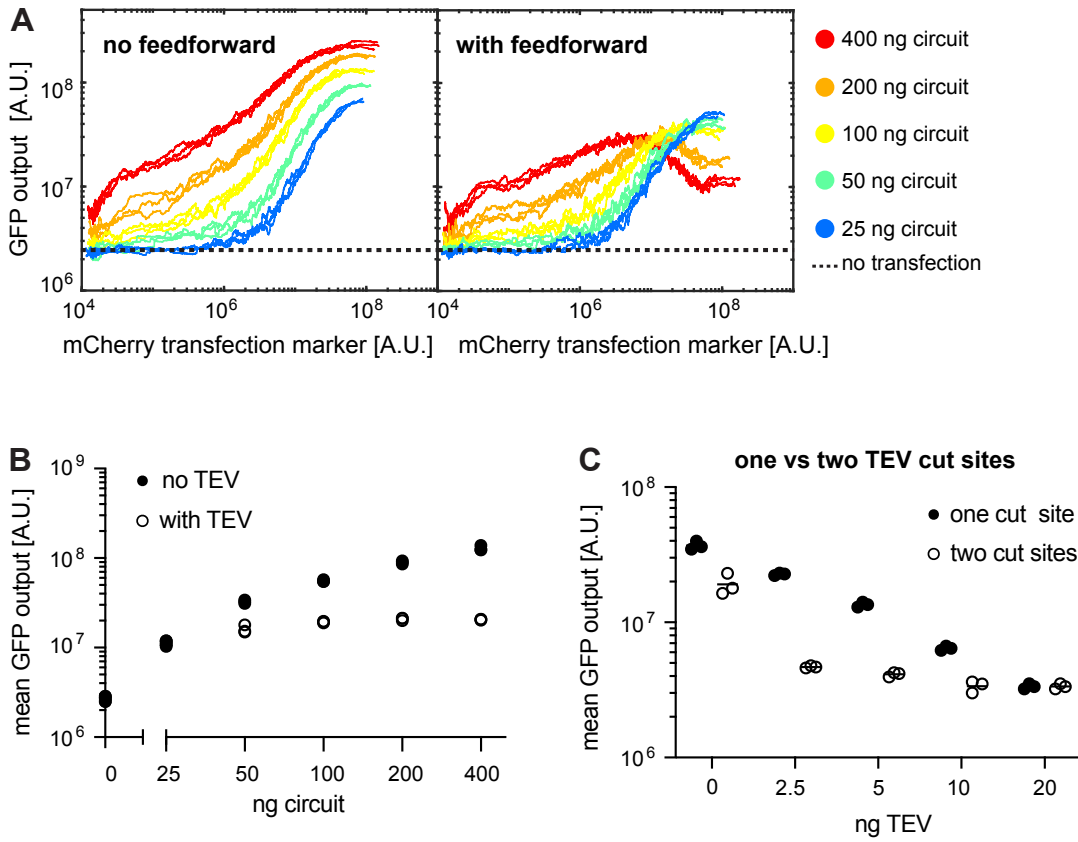 A
no feedforward
with feedforward
GFP output [A.U.]
10^8
10^7
10^6
10^4
10^6
10^8
10^4
10^6
10^8
mCherry transfection marker [A.U.]
mCherry transfection marker [A.U.]
400 ng circuit
200 ng circuit
100 ng circuit
50 ng circuit
25 ng circuit
no transfection
B
mean GFP output [A.U.]
10^9
10^8
10^7
10^6
no TEV
with TEV
0
25
50
100
200
400
ng circuit
C
one vs two TEV cut sites
mean GFP output [A.U.]
10^8
10^7
10^6
one cut site
two cut sites
0
2.5
5
10
20
ng TEV